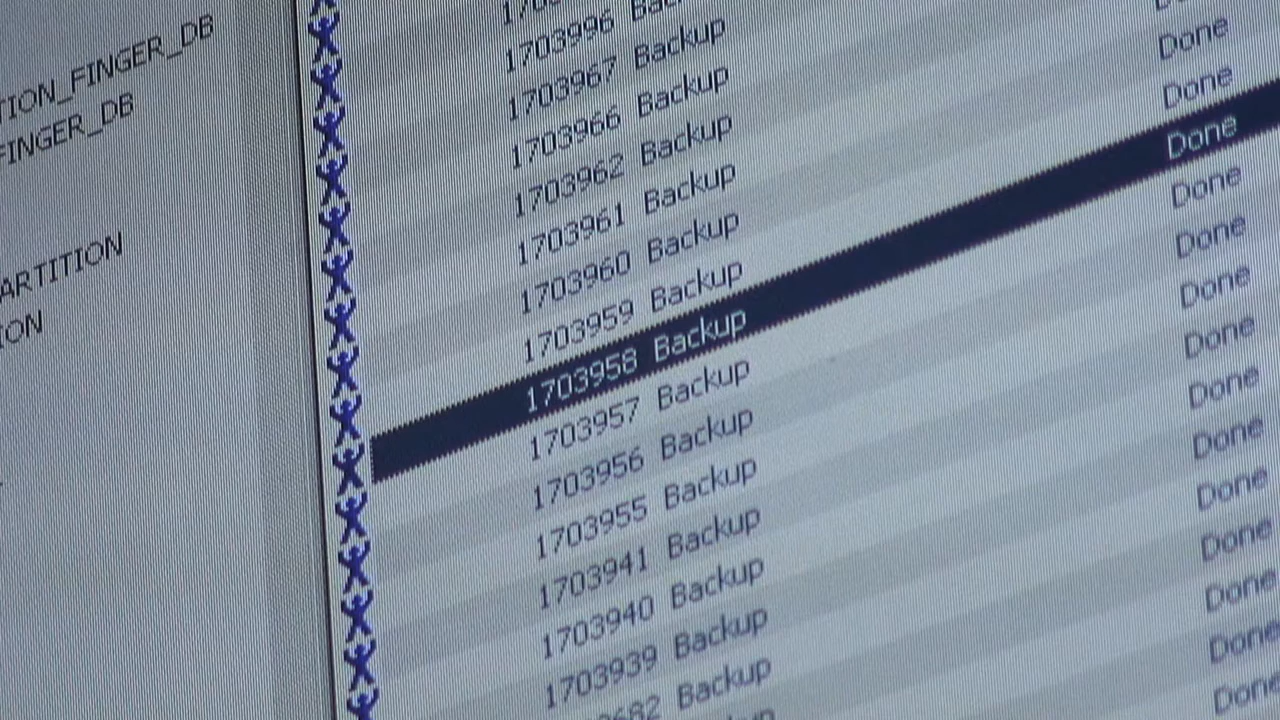 TION_FINGER_DB
FINGER_DB
ARTITION
ION
1703996
1703967 Backup
1703966 Backup
1703962 Backup
1703961 Backup
1703960 Backup
1703959 Backup
1703958 Backup
1703957 Backup
1703956 Backup
1703955 Backup
1703941 Backup
1703940 Backup
1703939 Backup
682 Backup
Done
Done
Done
Done
Done
Done
Done
Done
Done
Done
Done
Done
Done
Done